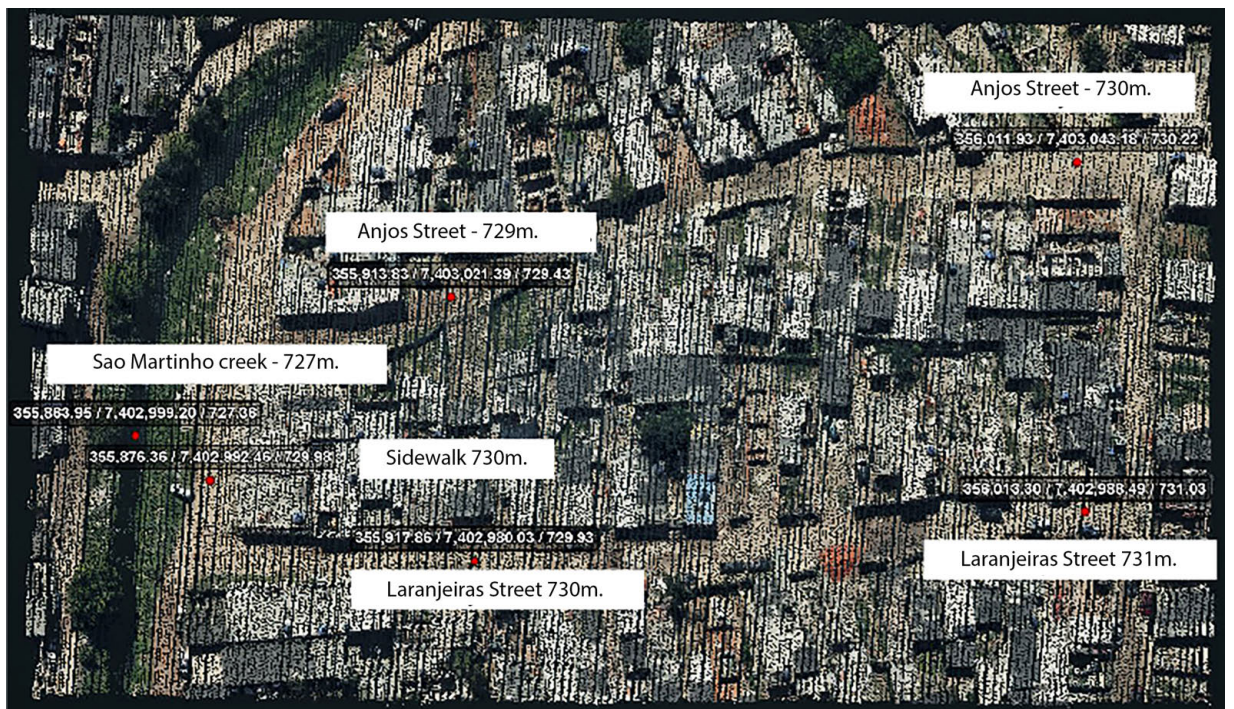 Anjos Street - 730m.
356,011.93 / 7,403,043.18 / 730.22
Anjos Street - 729m.
355,913.83 / 7,403,021.39 / 729.43
Sao Martinho creek - 727m.
355,863.95 / 7,402,999.20 / 727.36
355,876.36 / 7,402,992.46 / 729.98
Sidewalk 730m.
356,013.30 / 7,402,988.49 / 731.03
355,917.86 / 7,402,980.03 / 729.93
Laranjeiras Street 731m.
Laranjeiras Street 730m.